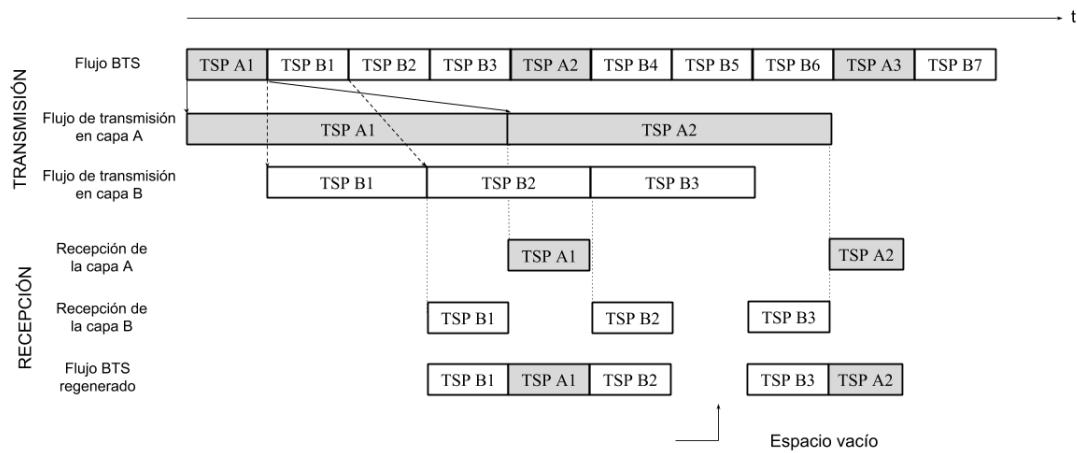 t
TRANSMISIÓN
Flujo BTS
TSP A1 TSP B1 TSP B2 TSP B3 TSP A2 TSP B4 TSP B5 TSP B6 TSP A3 TSP B7
Flujo de transmisión
en capa A
TSP A1 TSP A2
Flujo de transmisión
en capa B
TSP B1 TSP B2 TSP B3
RECEPCIÓN
Recepción de
la capa A
TSP A1 TSP A2
Recepción de
la capa B
TSP B1 TSP B2 TSP B3
Flujo BTS
regenerado
TSP B1 TSP A1 TSP B2 TSP B3 TSP A2
Espacio vacío